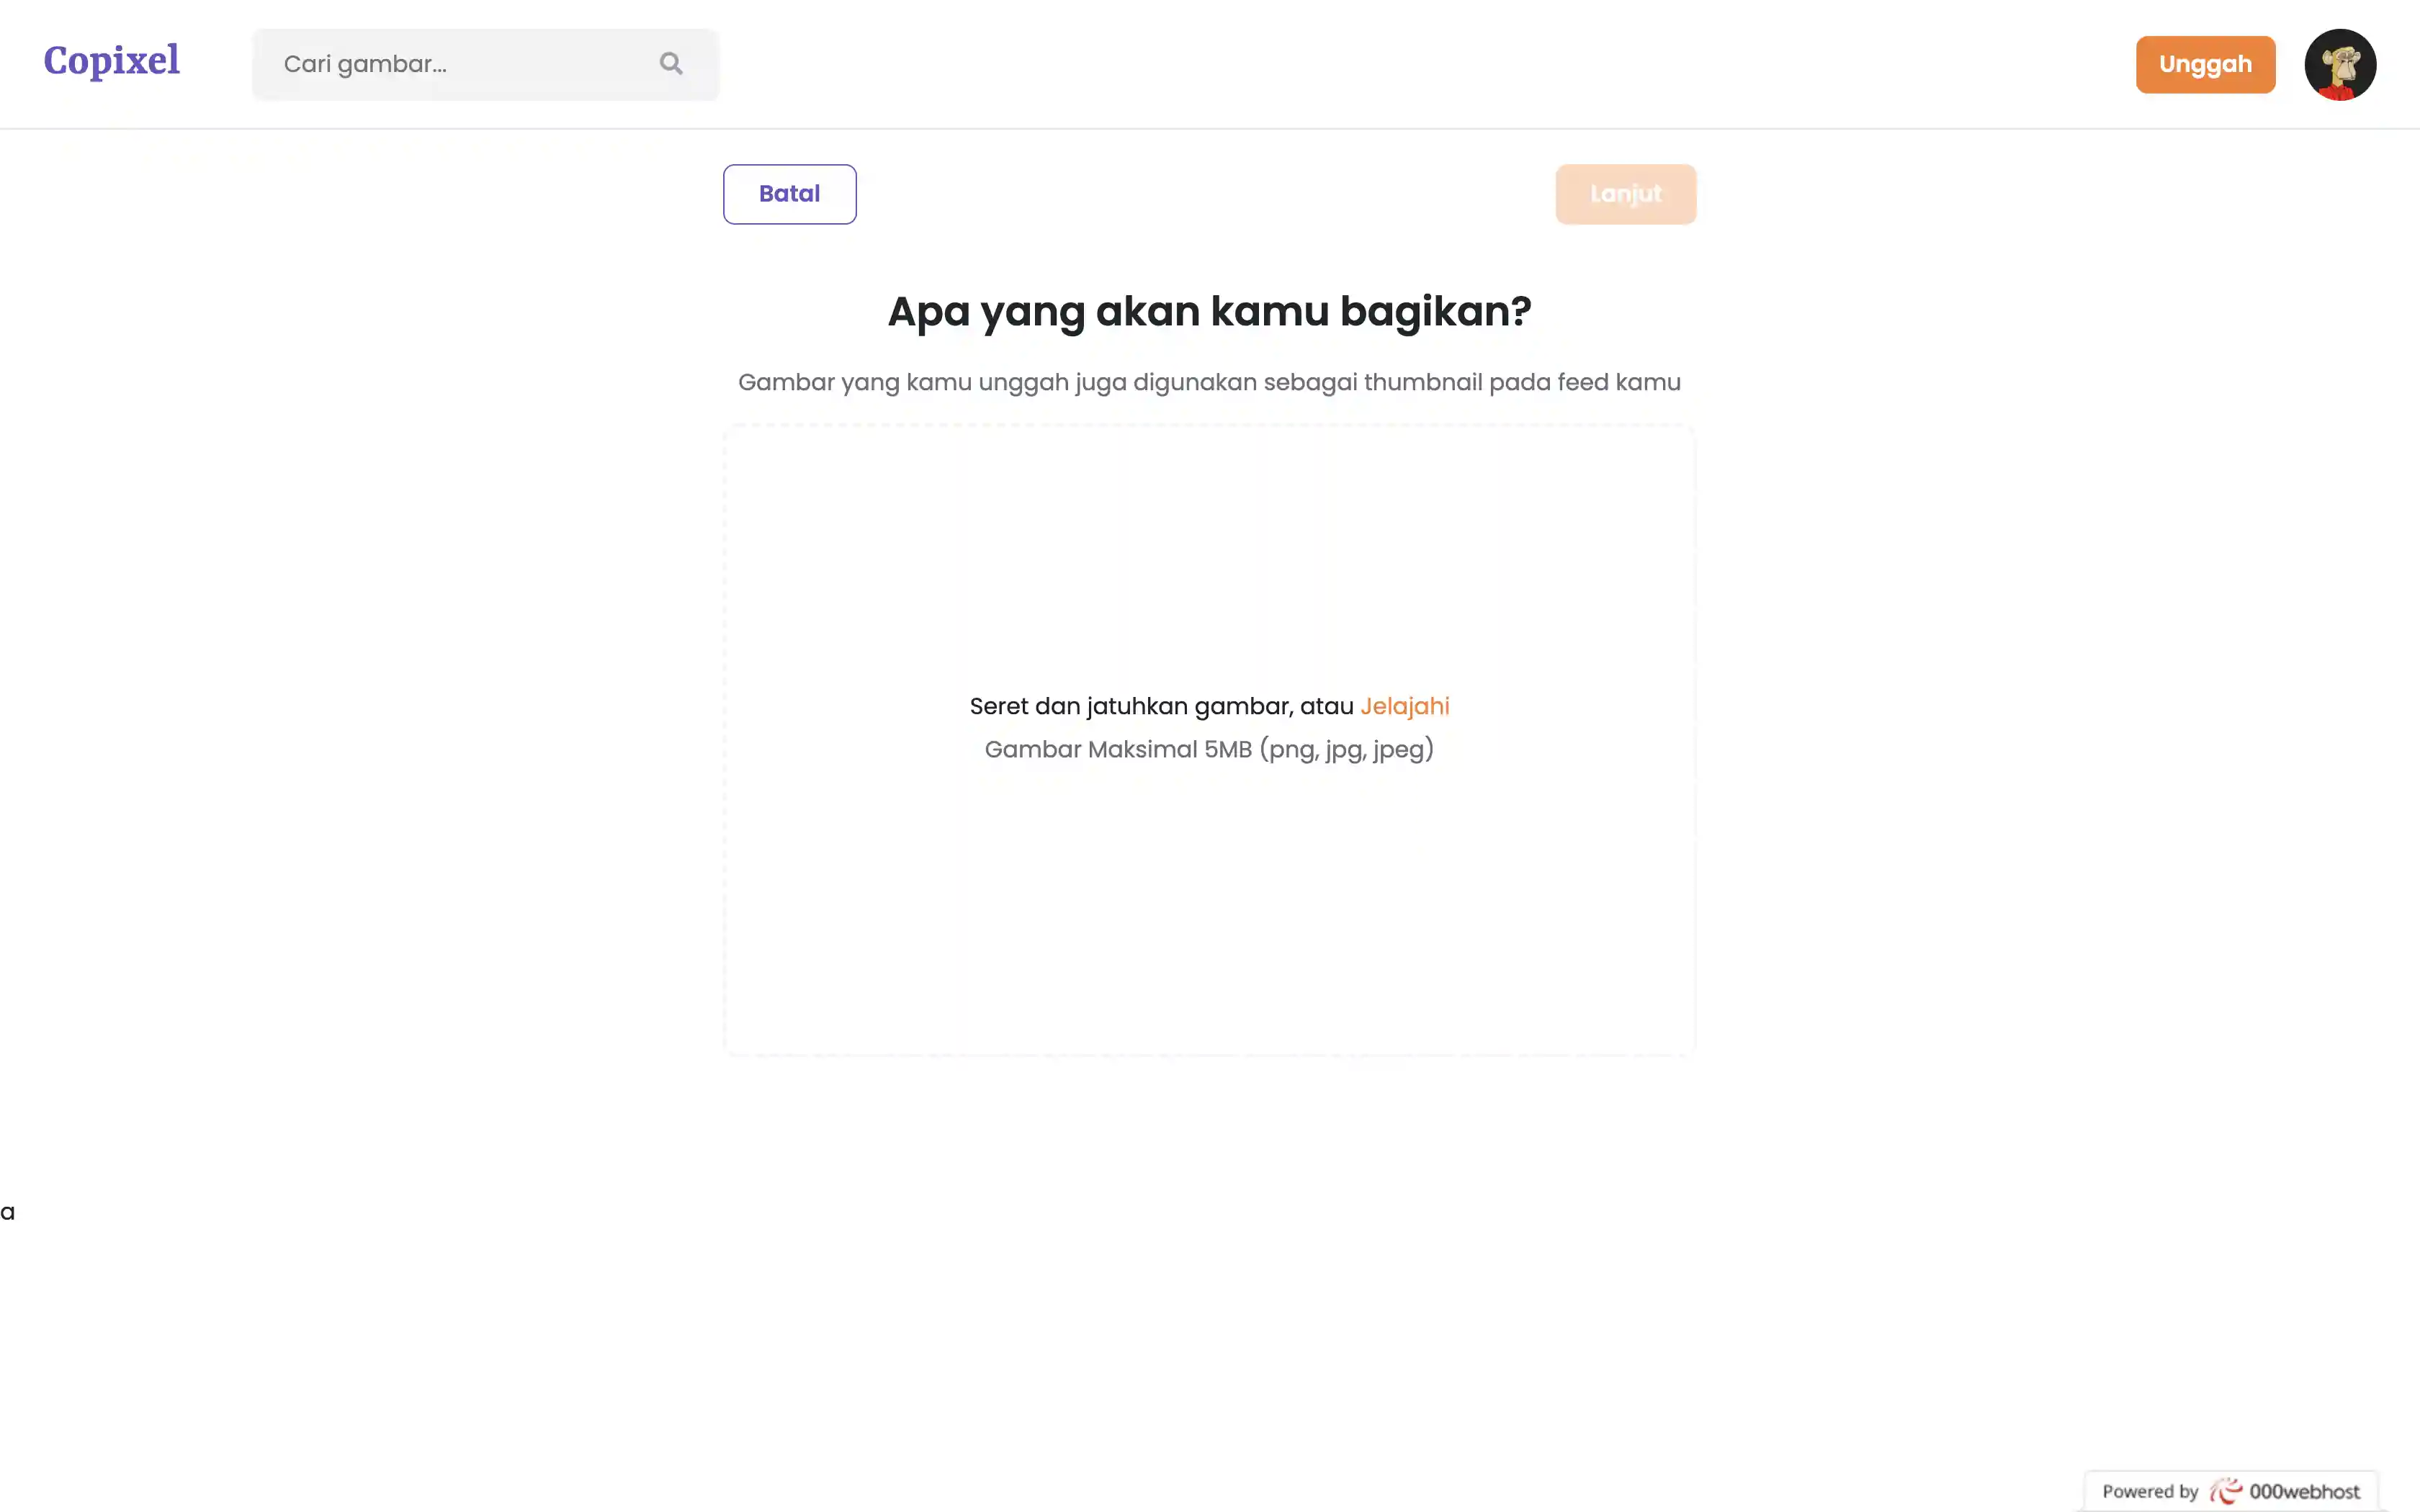 Copixel
Cari gambar...
Unggah
Batal
Lanjut
Apa yang akan kamu bagikan?
Gambar yang kamu unggah juga digunakan sebagai thumbnail pada feed kamu
Seret dan jatuhkan gambar, atau Jelajahi
Gambar Maksimal 5MB (png, jpg, jpeg)
a
Powered by 000webhost